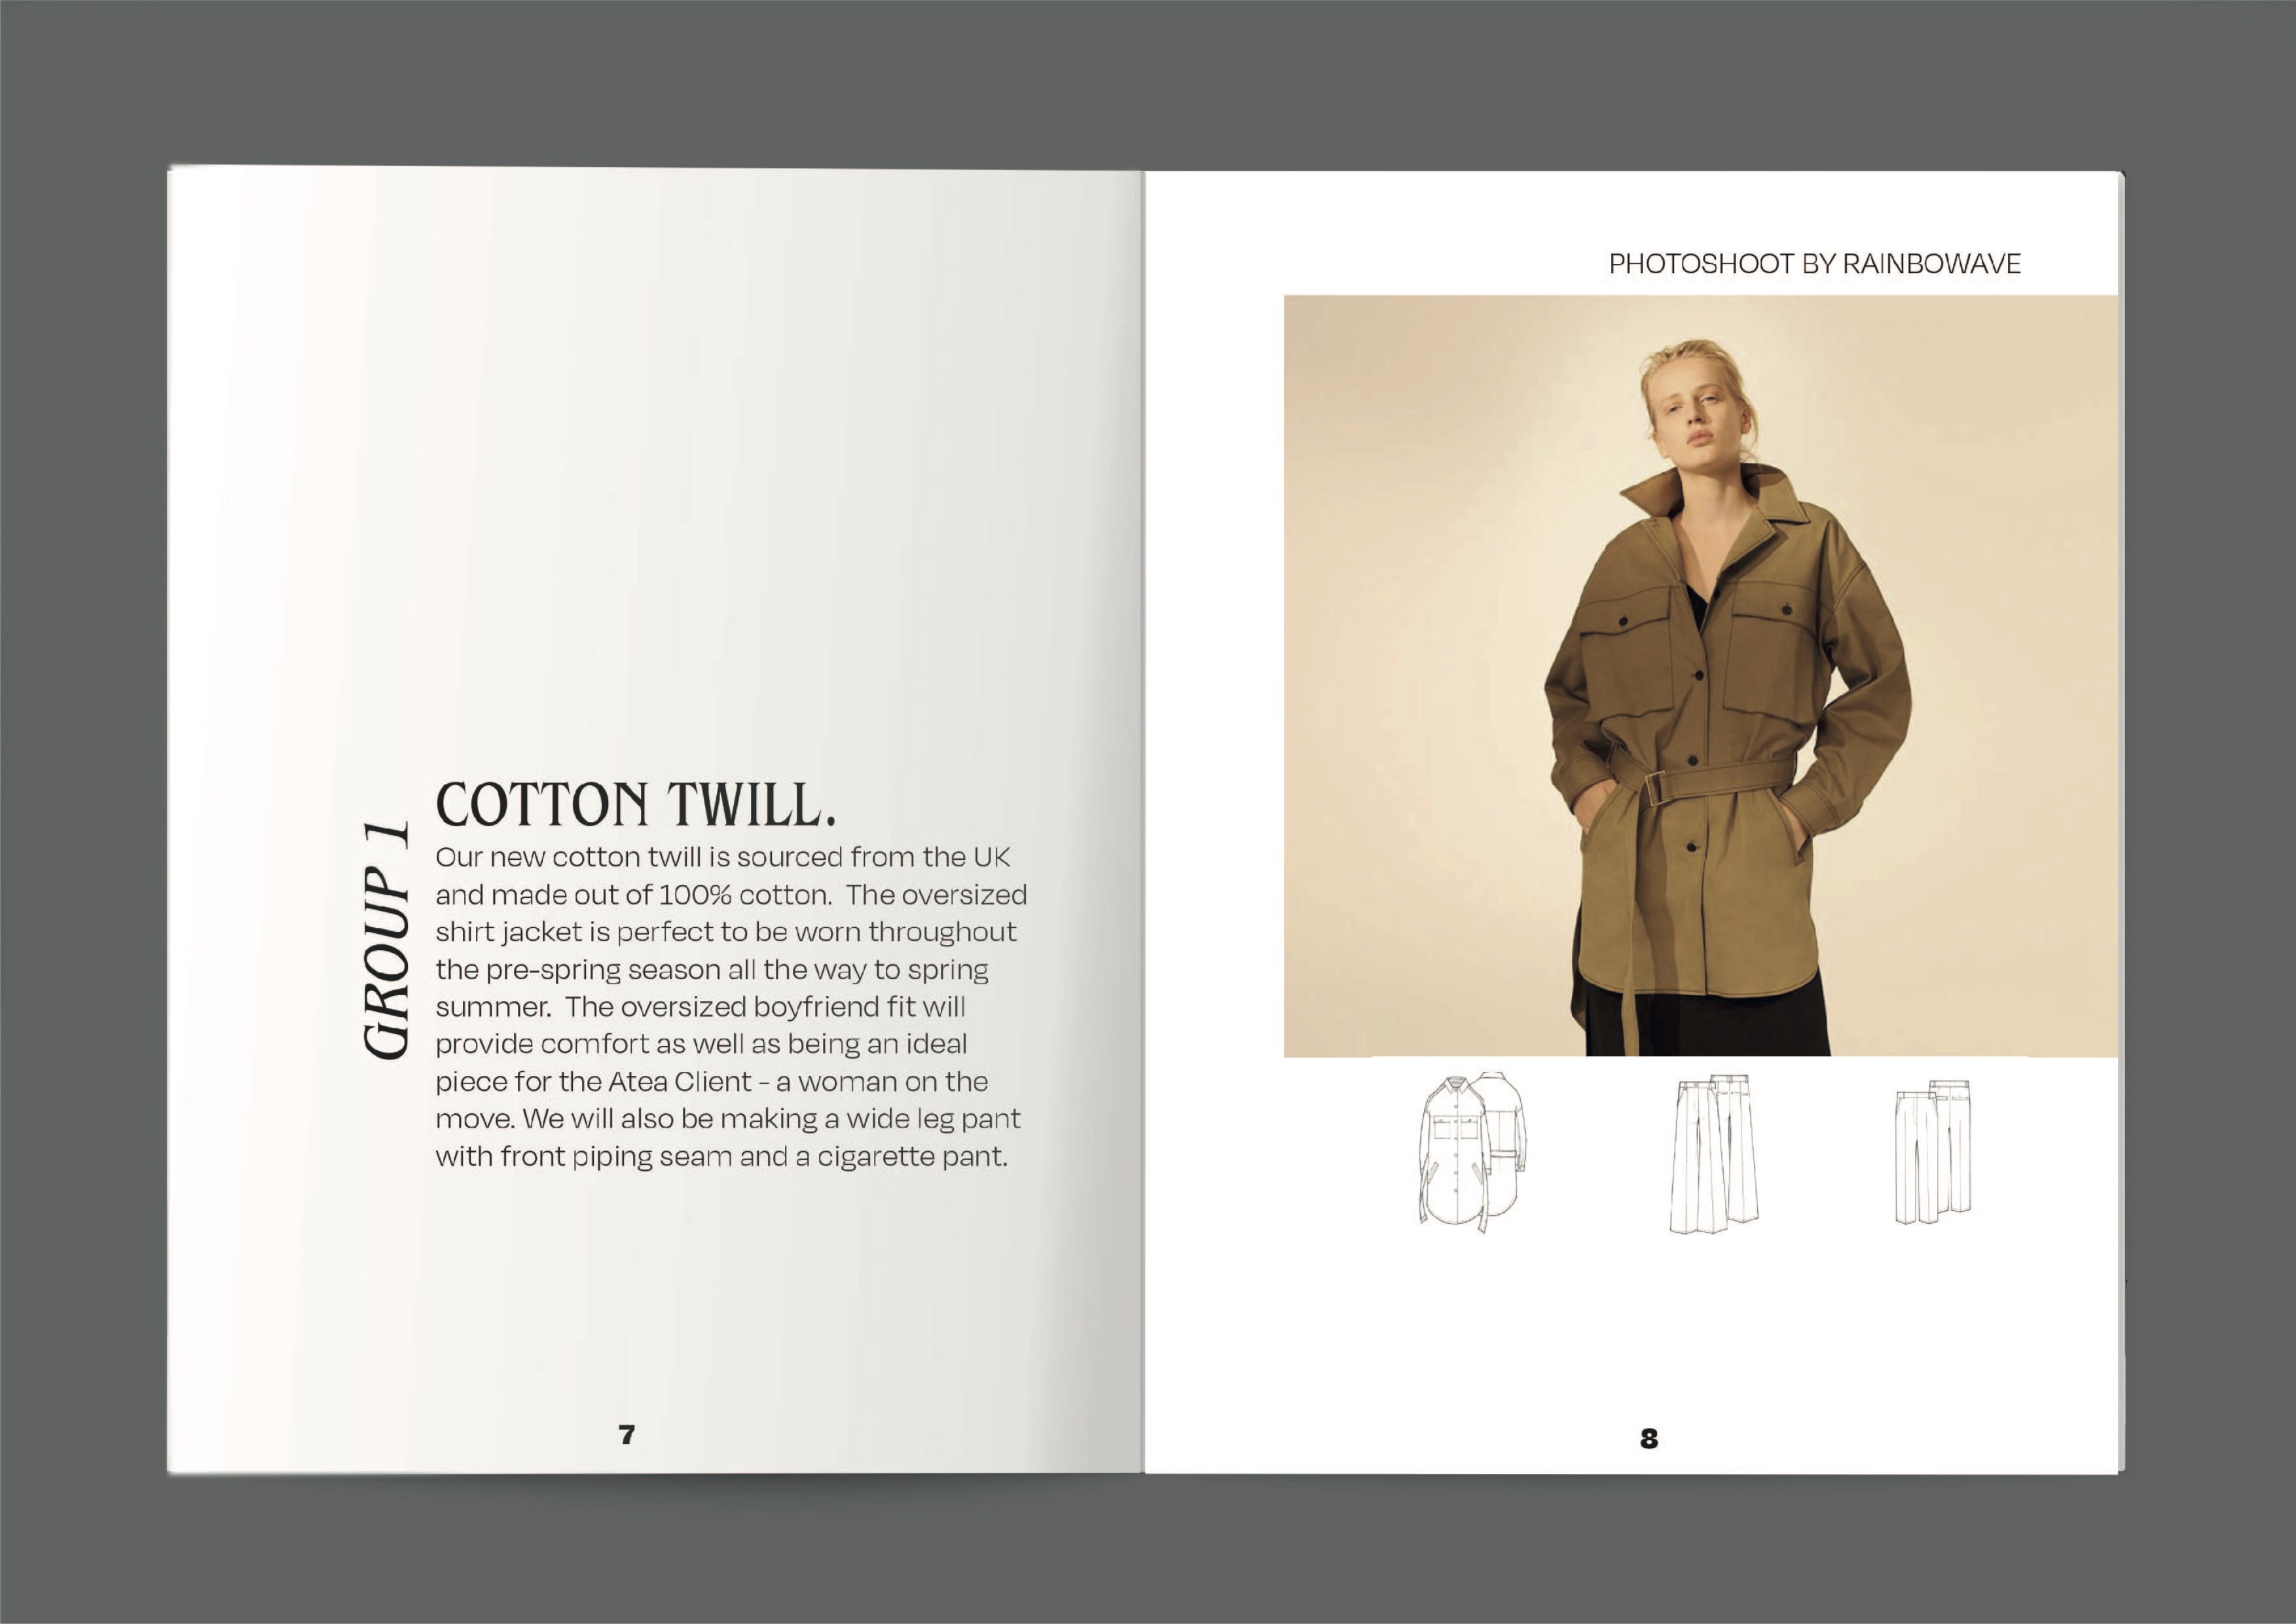 GROUP 1
COTTON TWILL.
Our new cotton twill is sourced from the UK
and made out of 100% cotton.  The oversized
shirt jacket is perfect to be worn throughout
the pre-spring season all the way to spring
summer.  The oversized boyfriend fit will
provide comfort as well as being an ideal
piece for the Atea Client - a woman on the
move. We will also be making a wide leg pant
with front piping seam and a cigarette pant.
7
PHOTOSHOOT BY RAINBOWAVE
8